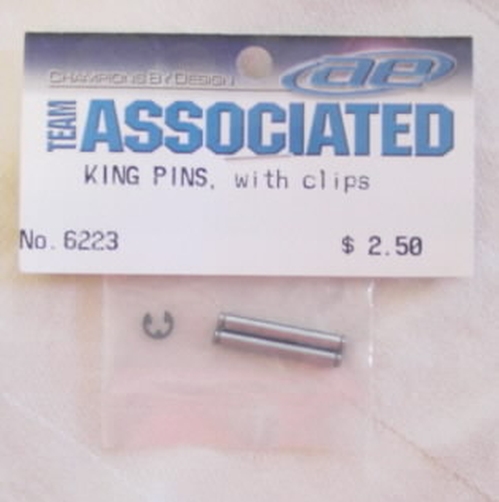 CHAMPIONS BY DESIGN
ae
TEAM
ASSOCIATED
KING PINS, with clips
No. 6223
$ 2.50